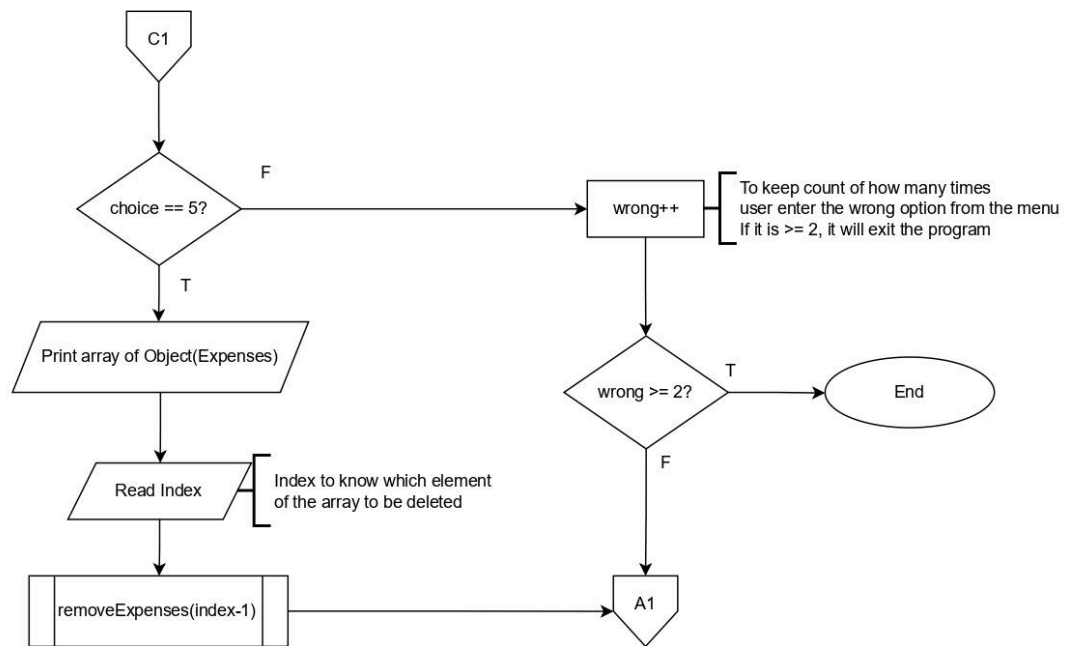 C1
choice == 5?
F
T
wrong++
To keep count of how many times
user enter the wrong option from the menu
If it is >= 2, it will exit the program
Print array of Object(Expenses)
wrong >= 2?
T
End
F
Read Index
Index to know which element
of the array to be deleted
removeExpenses(index-1)
A1